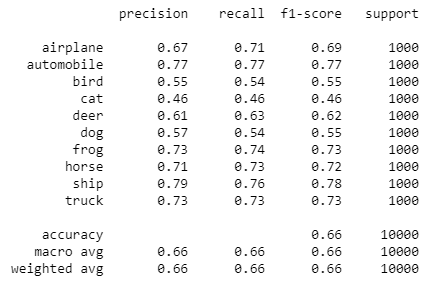 precision recall f1-score support
airplane 0.67 0.71 0.69 1000
automobile 0.77 0.77 0.77 1000
bird 0.55 0.54 0.55 1000
cat 0.46 0.46 0.46 1000
deer 0.61 0.63 0.62 1000
dog 0.57 0.54 0.55 1000
frog 0.73 0.74 0.73 1000
horse 0.71 0.73 0.72 1000
ship 0.79 0.76 0.78 1000
truck 0.73 0.73 0.73 1000
accuracy 0.66 10000
macro avg 0.66 0.66 0.66 10000
weighted avg 0.66 0.66 0.66 10000